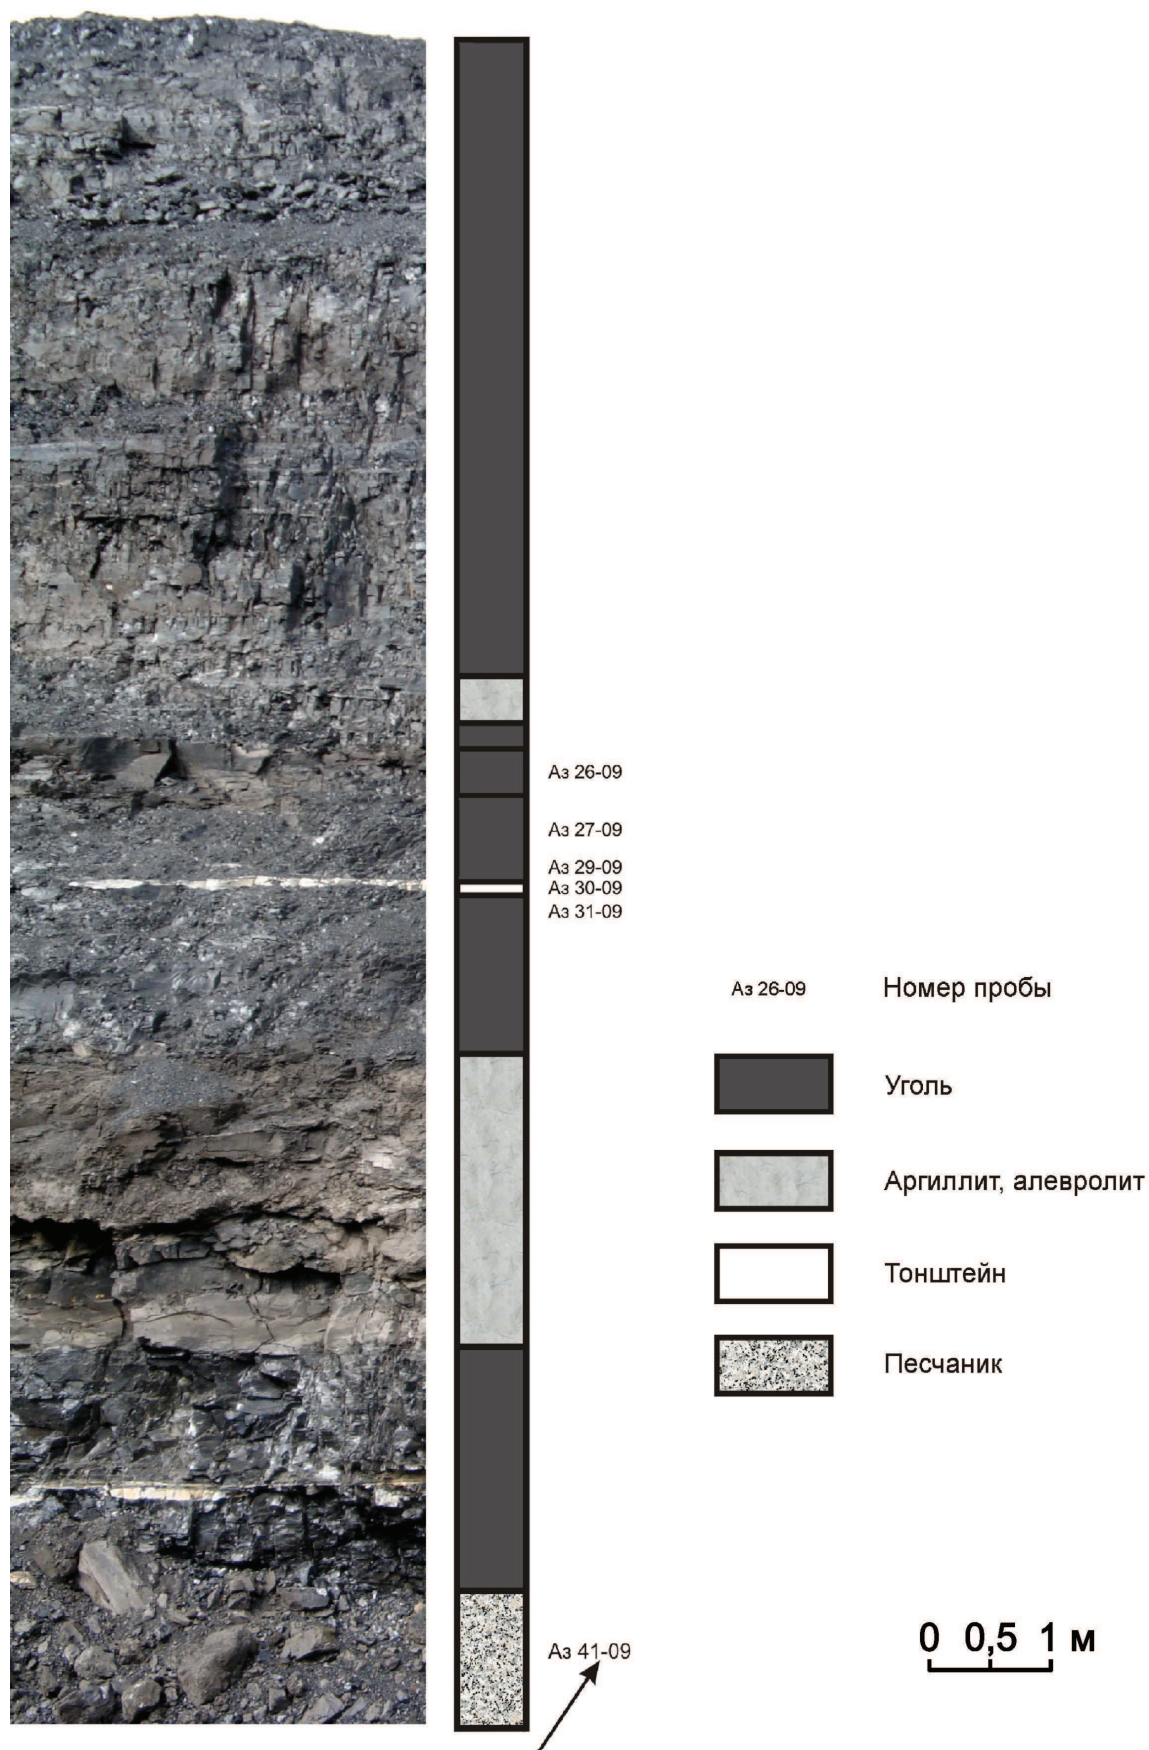 Аз 26-09
Аз 27-09
Аз 29-09
Аз 30-09
Аз 31-09
Аз 26-09 Номер пробы
Уголь
Аргиллит, алевролит
Тонштейн
Песчаник
0 0,5 1 м
Аз 41-09